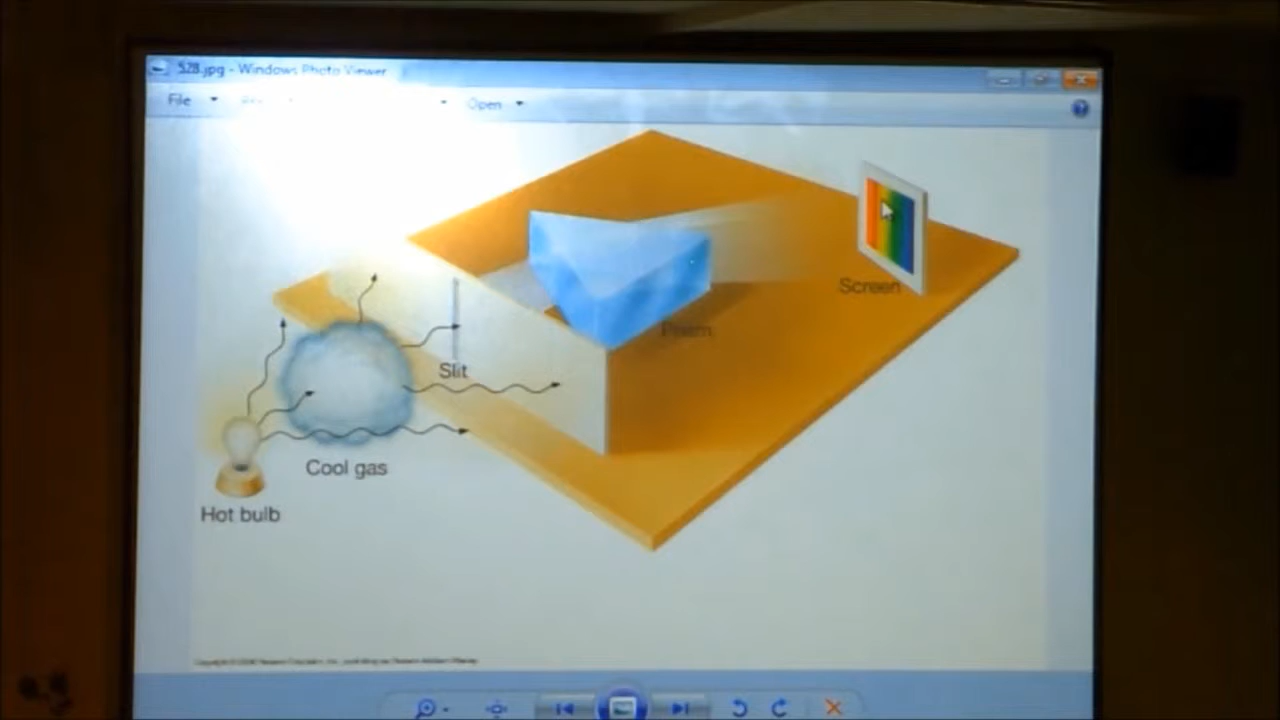 528.jpg - Windows Photo Viewer
File Open
Screen
Prism
Slit
Cool gas
Hot bulb